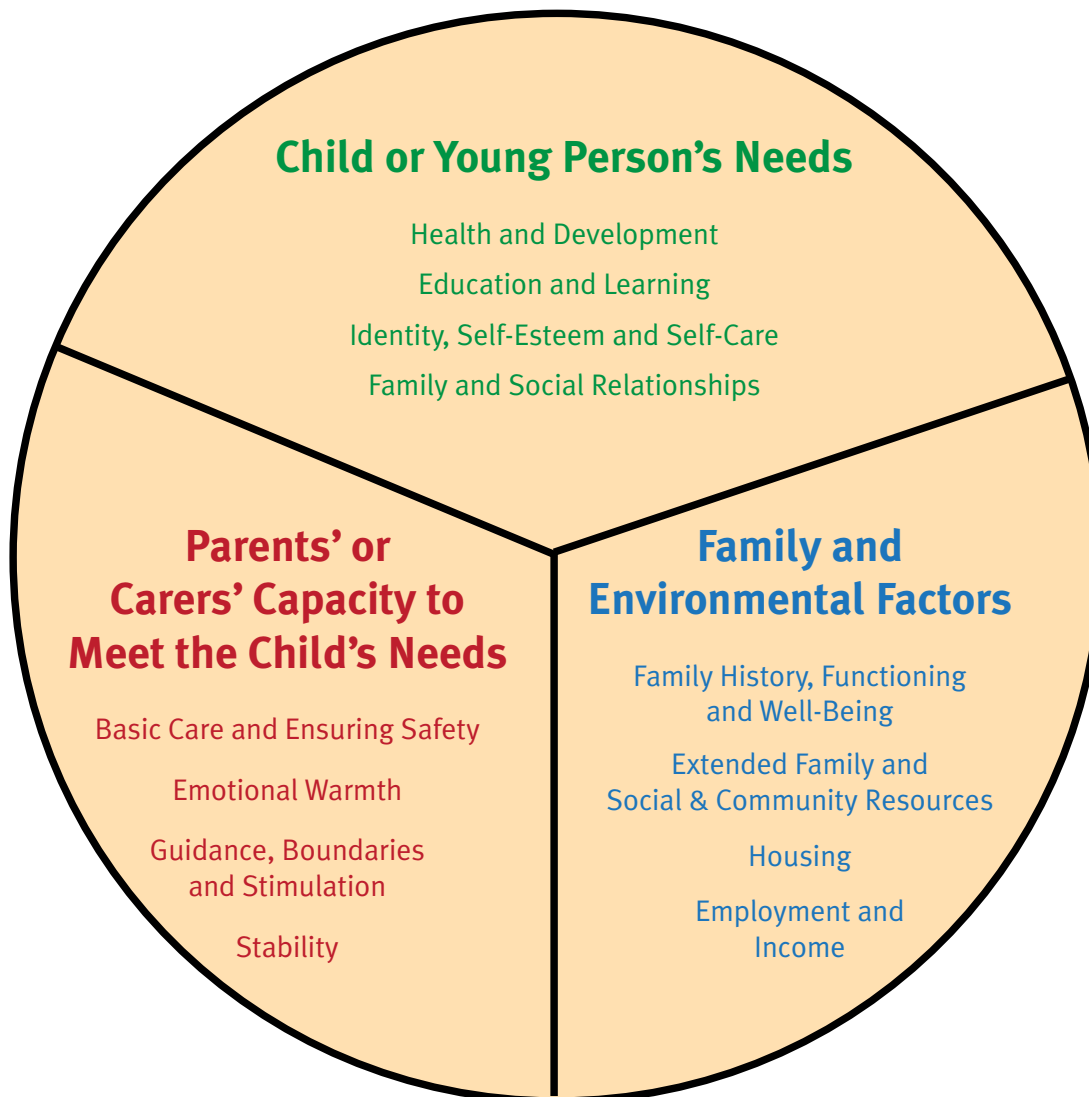 Child or Young Person’s Needs
Health and Development
Education and Learning
Identity, Self-Esteem and Self-Care
Family and Social Relationships
Parents’ or
Carers’ Capacity to
Meet the Child’s Needs
Basic Care and Ensuring Safety
Emotional Warmth
Guidance, Boundaries
and Stimulation
Stability
Family and
Environmental Factors
Family History, Functioning
and Well-Being
Extended Family and
Social & Community Resources
Housing
Employment and
Income